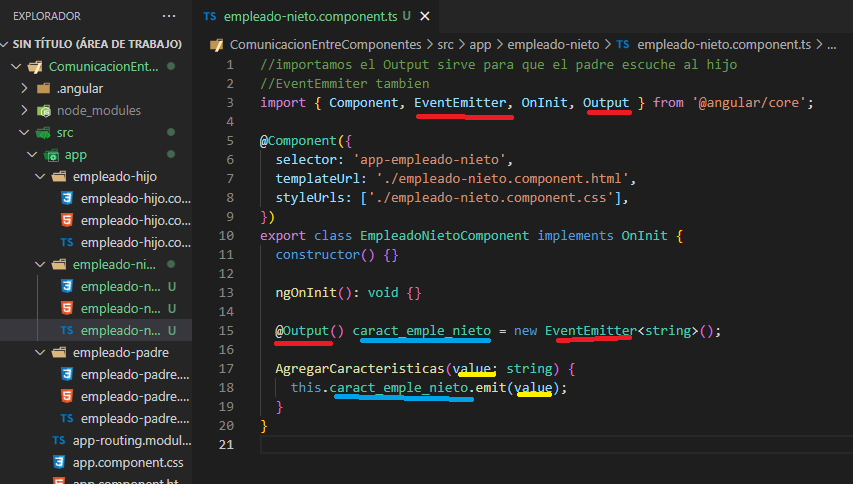 EXPLORADOR ...
SIN TÍTULO (ÁREA DE TRABAJO)
ComunicacionEnt...
.angular
node_modules
src
app
empleado-hijo
empleado-hijo.co...
empleado-hijo.co...
TS empleado-hijo.co...
empleado-ni...
empleado-n... U
empleado-n... U
TS empleado-n... U
empleado-padre
empleado-padre....
empleado-padre....
TS empleado-padre....
TS app-routing.modul...
app.component.css
app.component.ht...
TS empleado-nieto.component.ts U
ComunicacionEntreComponentes > src > app > empleado-nieto > TS empleado-nieto.component.ts > ...
1 //importamos el Output sirve para que el padre escuche al hijo
2 //EventEmmiter tambien
3 import { Component, EventEmitter, OnInit, Output } from '@angular/core';
4
5 @Component({
6 selector: 'app-empleado-nieto',
7 templateUrl: './empleado-nieto.component.html',
8 styleUrls: ['./empleado-nieto.component.css'],
9 })
10 export class EmpleadoNietoComponent implements OnInit {
11 constructor() {}
12
13 ngOnInit(): void {}
14
15 @Output() caract_emple_nieto = new EventEmitter<string>();
16
17 AgregarCaracteristicas(value: string) {
18 this.caract_emple_nieto.emit(value);
19 }
20 }
21